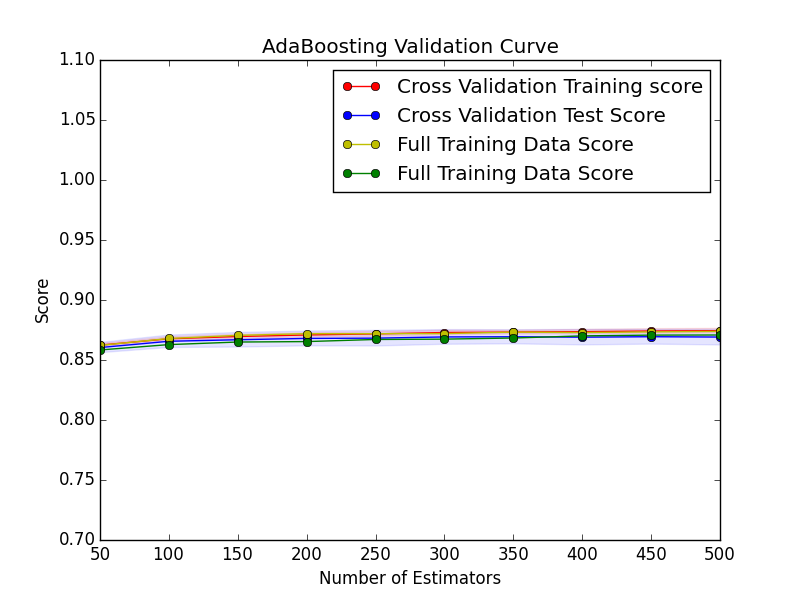 AdaBoosting Validation Curve
1.10
1.05
1.00
0.95
0.90
0.85
0.80
0.75
0.70
Score
Cross Validation Training score
Cross Validation Test Score
Full Training Data Score
Full Training Data Score
50 100 150 200 250 300 350 400 450 500
Number of Estimators